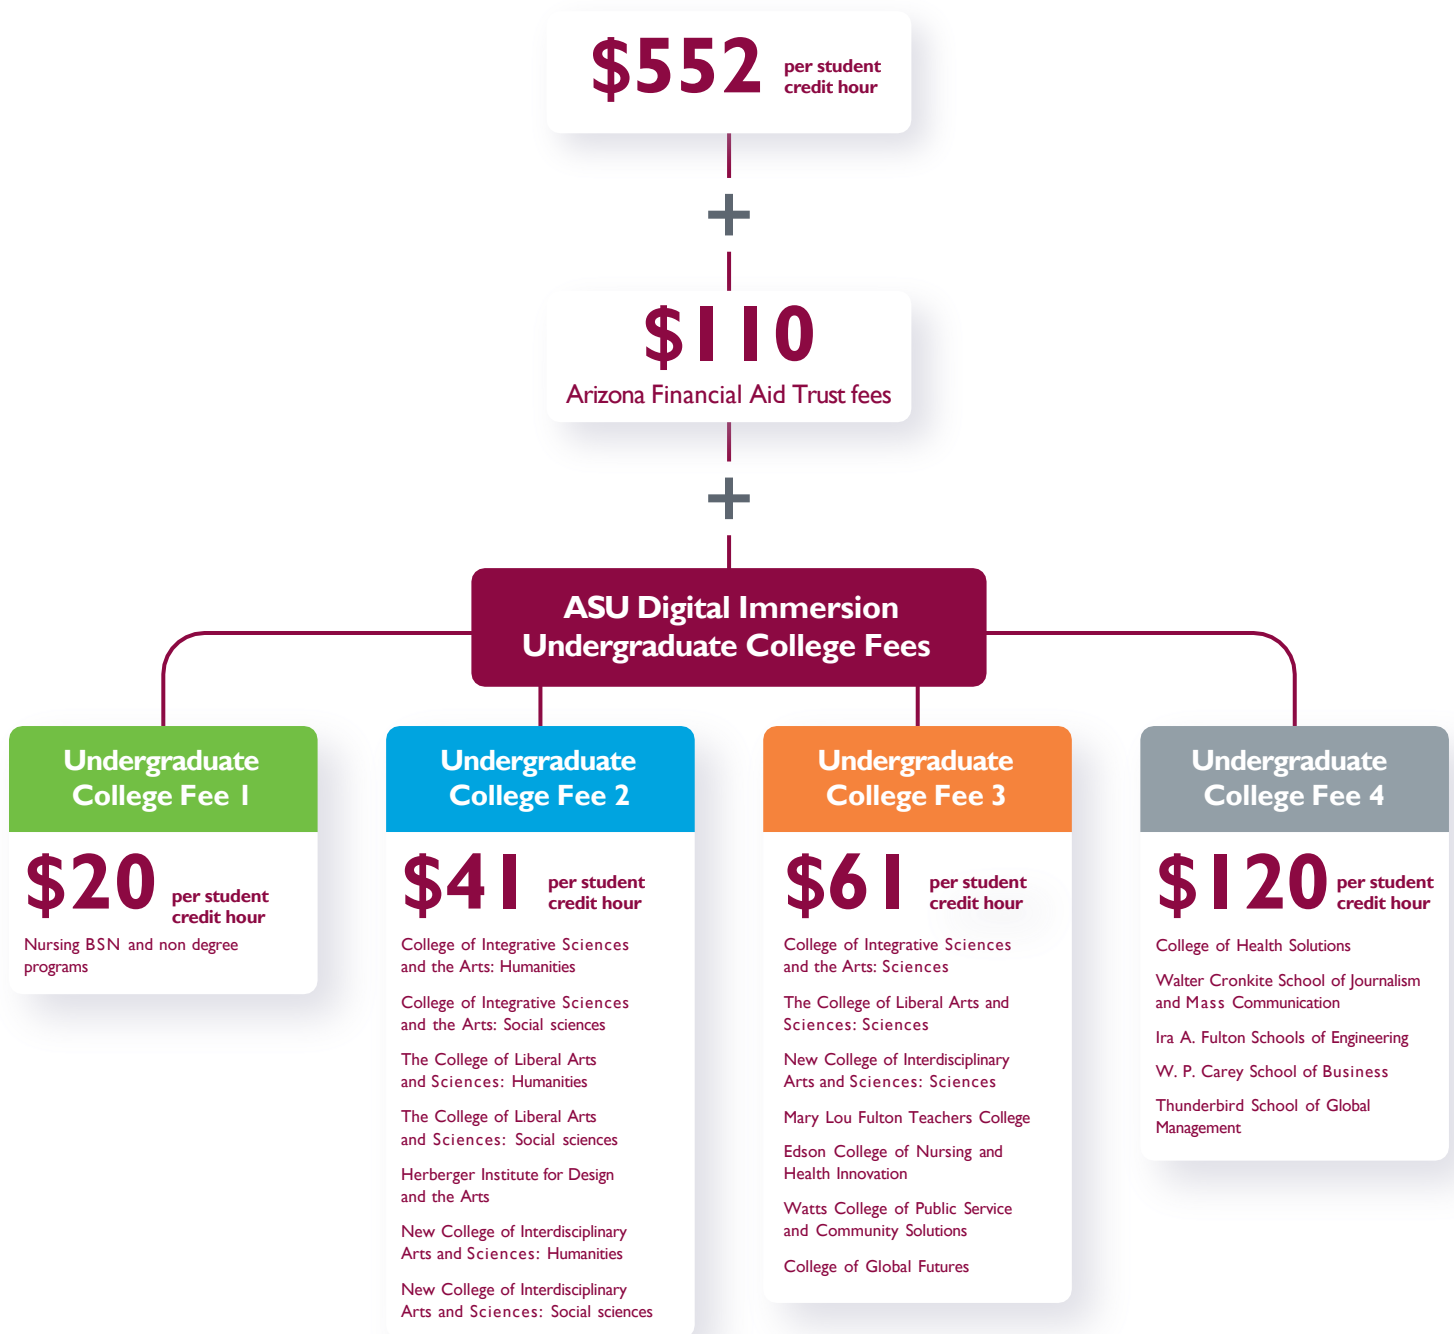 $552 per student
credit hour
+
$110
Arizona Financial Aid Trust fees
+
ASU Digital Immersion
Undergraduate College Fees
Undergraduate
College Fee 1
$20 per student
credit hour
Nursing BSN and non degree
programs
Undergraduate
College Fee 2
$41 per student
credit hour
College of Integrative Sciences
and the Arts: Humanities
College of Integrative Sciences
and the Arts: Social sciences
The College of Liberal Arts
and Sciences: Humanities
The College of Liberal Arts
and Sciences: Social sciences
Herberger Institute for Design
and the Arts
New College of Interdisciplinary
Arts and Sciences: Humanities
New College of Interdisciplinary
Arts and Sciences: Social sciences
Undergraduate
College Fee 3
$61 per student
credit hour
College of Integrative Sciences
and the Arts: Sciences
The College of Liberal Arts and
Sciences: Sciences
New College of Interdisciplinary
Arts and Sciences: Sciences
Mary Lou Fulton Teachers College
Edson College of Nursing and
Health Innovation
Watts College of Public Service
and Community Solutions
College of Global Futures
Undergraduate
College Fee 4
$120 per student
credit hour
College of Health Solutions
Walter Cronkite School of Journalism
and Mass Communication
Ira A. Fulton Schools of Engineering
W. P. Carey School of Business
Thunderbird School of Global
Management